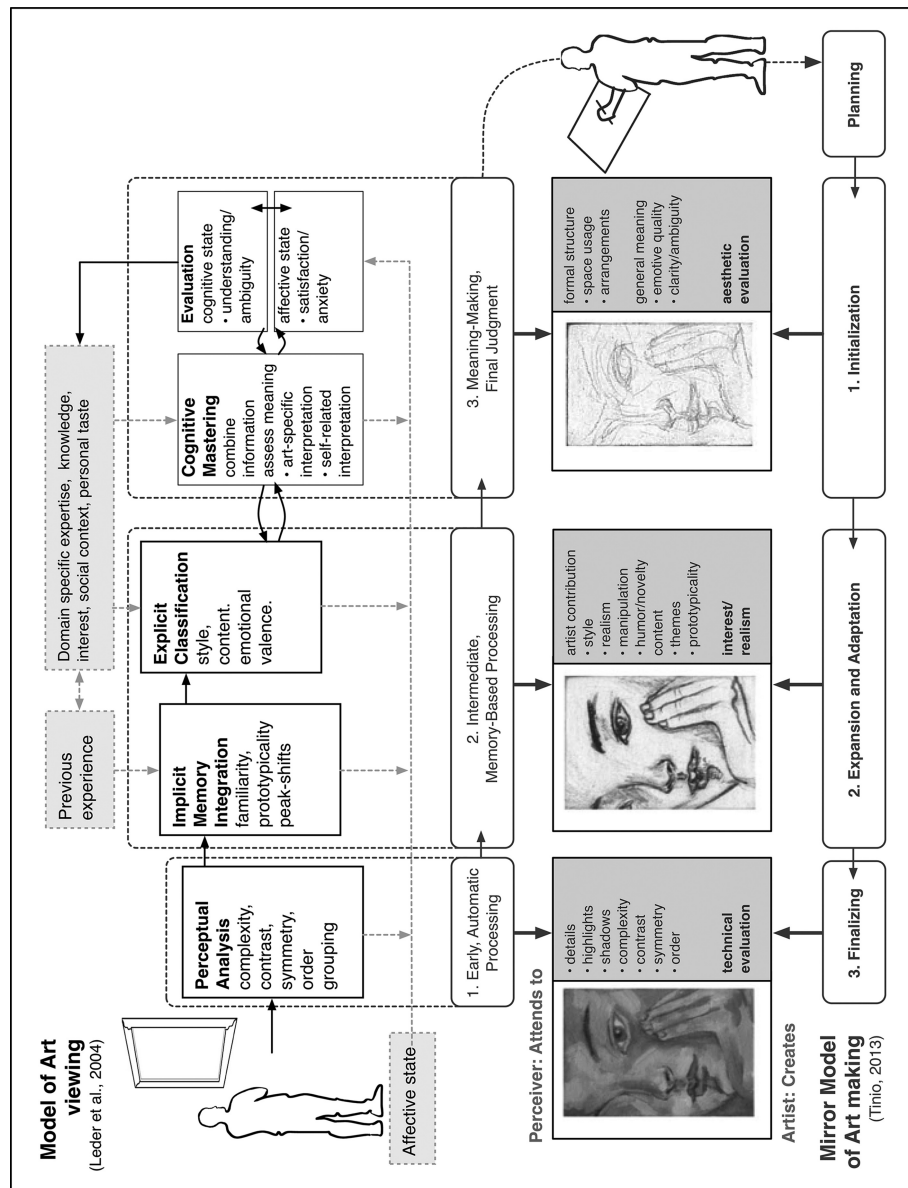 Model of Art
viewing
(Leder et al., 2004)
Previous
experience
Domain specific expertise, knowledge,
interest, social context, personal taste
Perceptual
Analysis
complexity,
contrast,
symmetry,
order
grouping
Implicit
Memory
Integration
familiarity,
prototypicality
peak-shifts
Explicit
Classification
style,
content.
emotional
valence.
Cognitive
Mastering
combine
information
assess meaning
• art-specific
interpretation
• self-related
interpretation
Evaluation
cognitive state
• understanding/
ambiguity
affective state
• satisfaction/
anxiety
Affective state
1. Early, Automatic
Processing
2. Intermediate,
Memory-Based Processing
3. Meaning-Making,
Final Judgment
Perceiver: Attends to
• details
• highlights
• shadows
• complexity
• contrast
• symmetry
• order
technical
evaluation
artist contribution
• style
• realism
• manipulation
• humor/novelty
content
• themes
• prototypicality
interest/
realism
formal structure
• space usage
• arrangements
general meaning
• emotive quality
• clarity/ambiguity
aesthetic
evaluation
Artist: Creates
Mirror Model
of Art making
(Tinio, 2013)
3. Finalizing
2. Expansion and Adaptation
1. Initialization
Planning